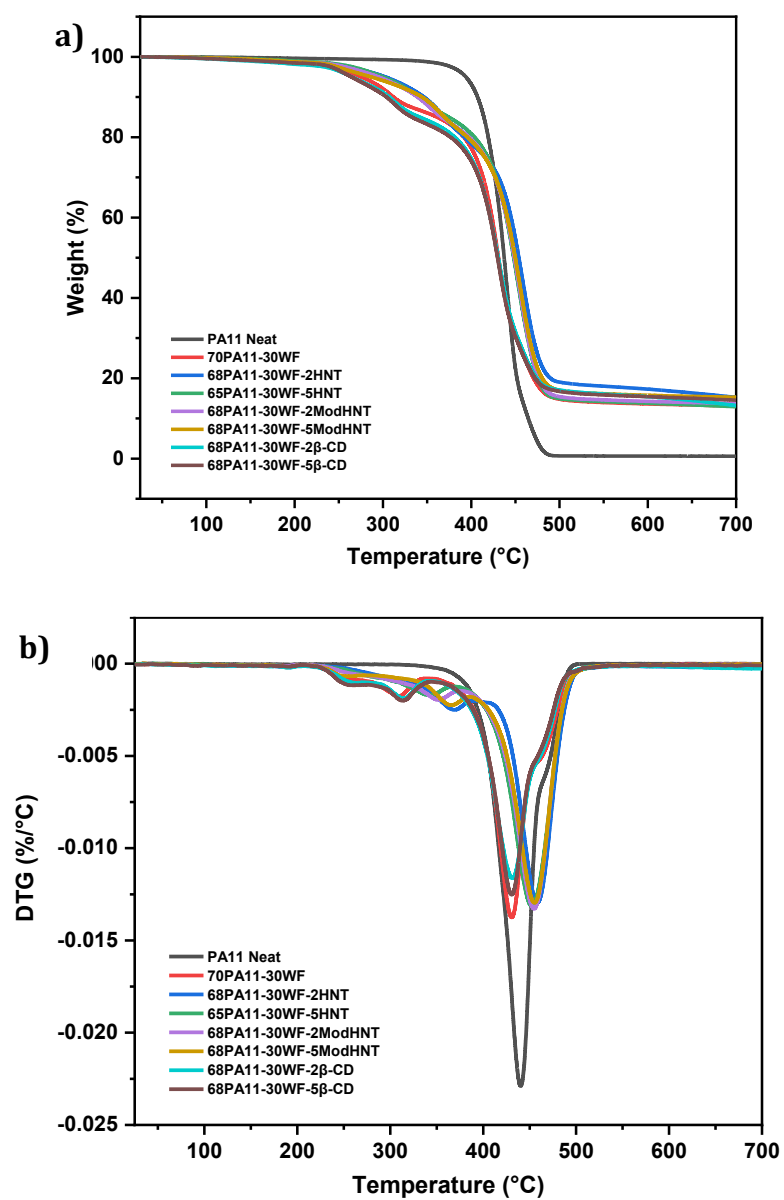 a)
100
80
60
40
20
0
Weight (%)
PA11 Neat
70PA11-30WF
68PA11-30WF-2HNT
65PA11-30WF-5HNT
68PA11-30WF-2ModHNT
68PA11-30WF-5ModHNT
68PA11-30WF-2β-CD
68PA11-30WF-5β-CD
100 200 300 400 500 600 700
Temperature (°C)
b)
00
-0.005
-0.010
-0.015
-0.020
-0.025
DTG (%/°C)
PA11 Neat
70PA11-30WF
68PA11-30WF-2HNT
65PA11-30WF-5HNT
68PA11-30WF-2ModHNT
68PA11-30WF-5ModHNT
68PA11-30WF-2β-CD
68PA11-30WF-5β-CD
100 200 300 400 500 600 700
Temperature (°C)